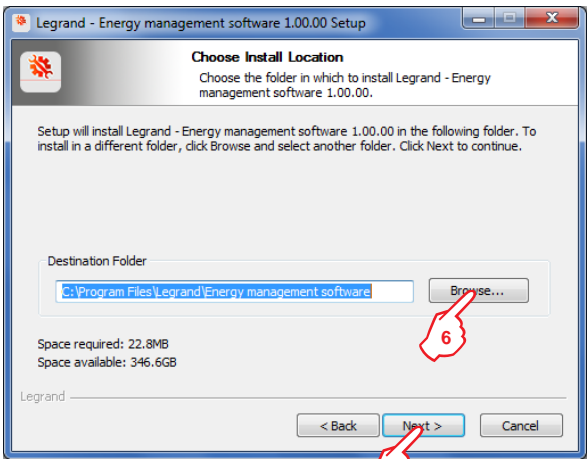 Legrand - Energy management software 1.00.00 Setup
Choose Install Location
Choose the folder in which to install Legrand - Energy
management software 1.00.00.
Setup will install Legrand - Energy management software 1.00.00 in the following folder. To
install in a different folder, click Browse and select another folder. Click Next to continue.
Destination Folder
C:\Program Files\Legrand\Energy management software
Browse...
6
Space required: 22.8MB
Space available: 346.6GB
Legrand
< Back
Next >
Cancel